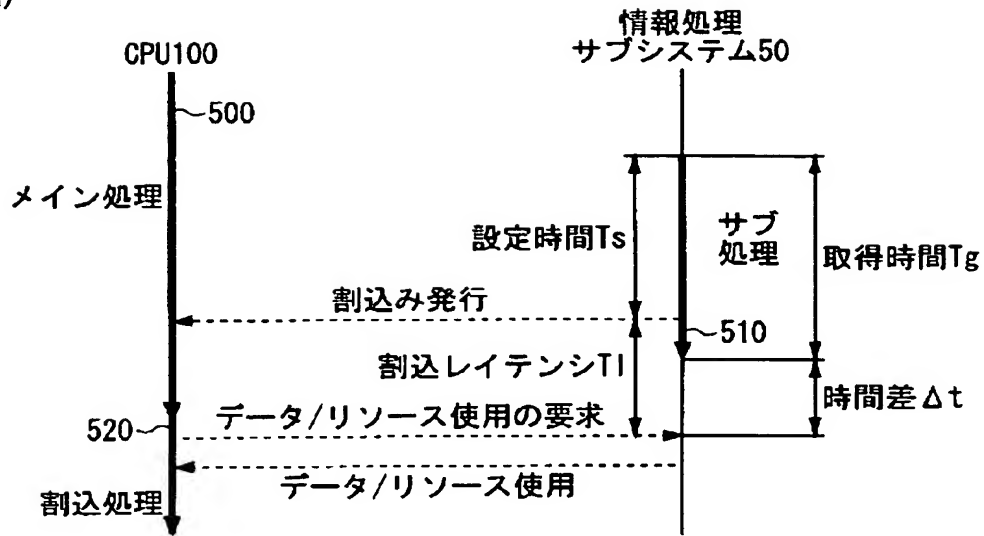 情報処理
サブシステム50
CPU100
500
メイン処理
設定時間Ts
サブ
処理
取得時間Tg
割込み発行
510
割込レイテンシTl
時間差Δt
520
データ/リソース使用の要求
データ/リソース使用
割込処理